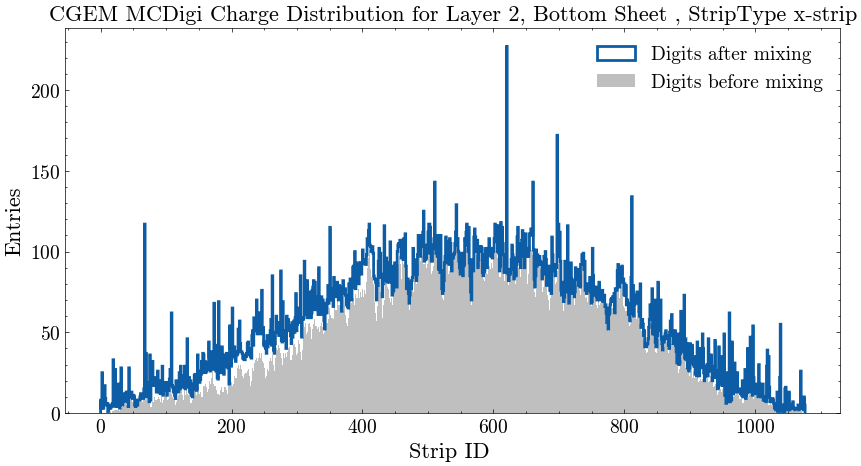 CGEM MCDigi Charge Distribution for Layer 2, Bottom Sheet , StripType x-strip
Digits after mixing
Digits before mixing
200
150
100
50
0
Entries
0 200 400 600 800 1000
Strip ID